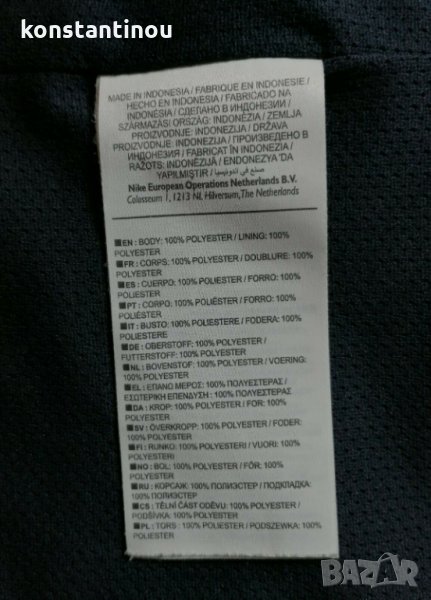 konstantinou
MADE IN INDONESIA / FABRIQUE EN INDONESIE /
HECHO EN INDONESIA / FABRICADO NA
INDONÉSIA / СДЕЛАНО В ИНДОНЕЗИИ /
SZÁRMAZÁSI ORSZÁG: INDONÉZIA / ZEMLJA
PROIZVODNJE: INDONEZIJA / DRŽAVA
PROIZVODNJE: INDONEZIJA / ПРОИЗВЕДЕНО В
ИНДОНЕЗИЯ / FABRICAT ÎN INDONEZIA /
RAŽOTS: INDONĒZIJĀ / ENDONEZYA'DA
YAPILMIŞTIR / صنع في اندونيسيا
Nike European Operations Netherlands B.V.
Colosseum 1, 1213 NL Hilversum, The Netherlands
EN : BODY: 100% POLYESTER / LINING: 100%
POLYESTER
FR : CORPS: 100% POLYESTER / DOUBLURE: 100%
POLYESTER
ES : CUERPO: 100% POLIÉSTER / FORRO: 100%
POLIÉSTER
PT : CORPO: 100% POLIÉSTER / FORRO: 100%
POLIÉSTER
IT : BUSTO: 100% POLIESTERE / FODERA: 100%
POLIESTERE
DE : OBERSTOFF: 100% POLYESTER /
FUTTERSTOFF: 100% POLYESTER
NL : BOVENSTOF: 100% POLYESTER / VOERING:
100% POLYESTER
EL : ΕΠΑΝΩ ΜΕΡΟΣ: 100% ΠΟΛΥΕΣΤΕΡΑΣ /
ΕΣΩΤΕΡΙΚΗ ΕΠΕΝΔΥΣΗ: 100% ΠΟΛΥΕΣΤΕΡΑΣ
DA : KROP: 100% POLYESTER / FOR: 100%
POLYESTER
SV : ÖVERKROPP: 100% POLYESTER / FODER: 100%
POLYESTER
FI : RUNKO: 100% POLYESTERI / VUORI: 100%
POLYESTERI
NO : BOL: 100% POLYESTER / FÔR: 100%
POLYESTER
RU : КОРСАЖ: 100% ПОЛИЭСТЕР / ПОДКЛАДКА:
100% ПОЛИЭСТЕР
CS : TĚLNÍ ČÁST ODĚVU: 100% POLYESTER /
PODŠÍVKA: 100% POLYESTER
PL : TORS : 100% POLIESTER / PODSZEWKA: 100%
POLIESTER
BAZAR